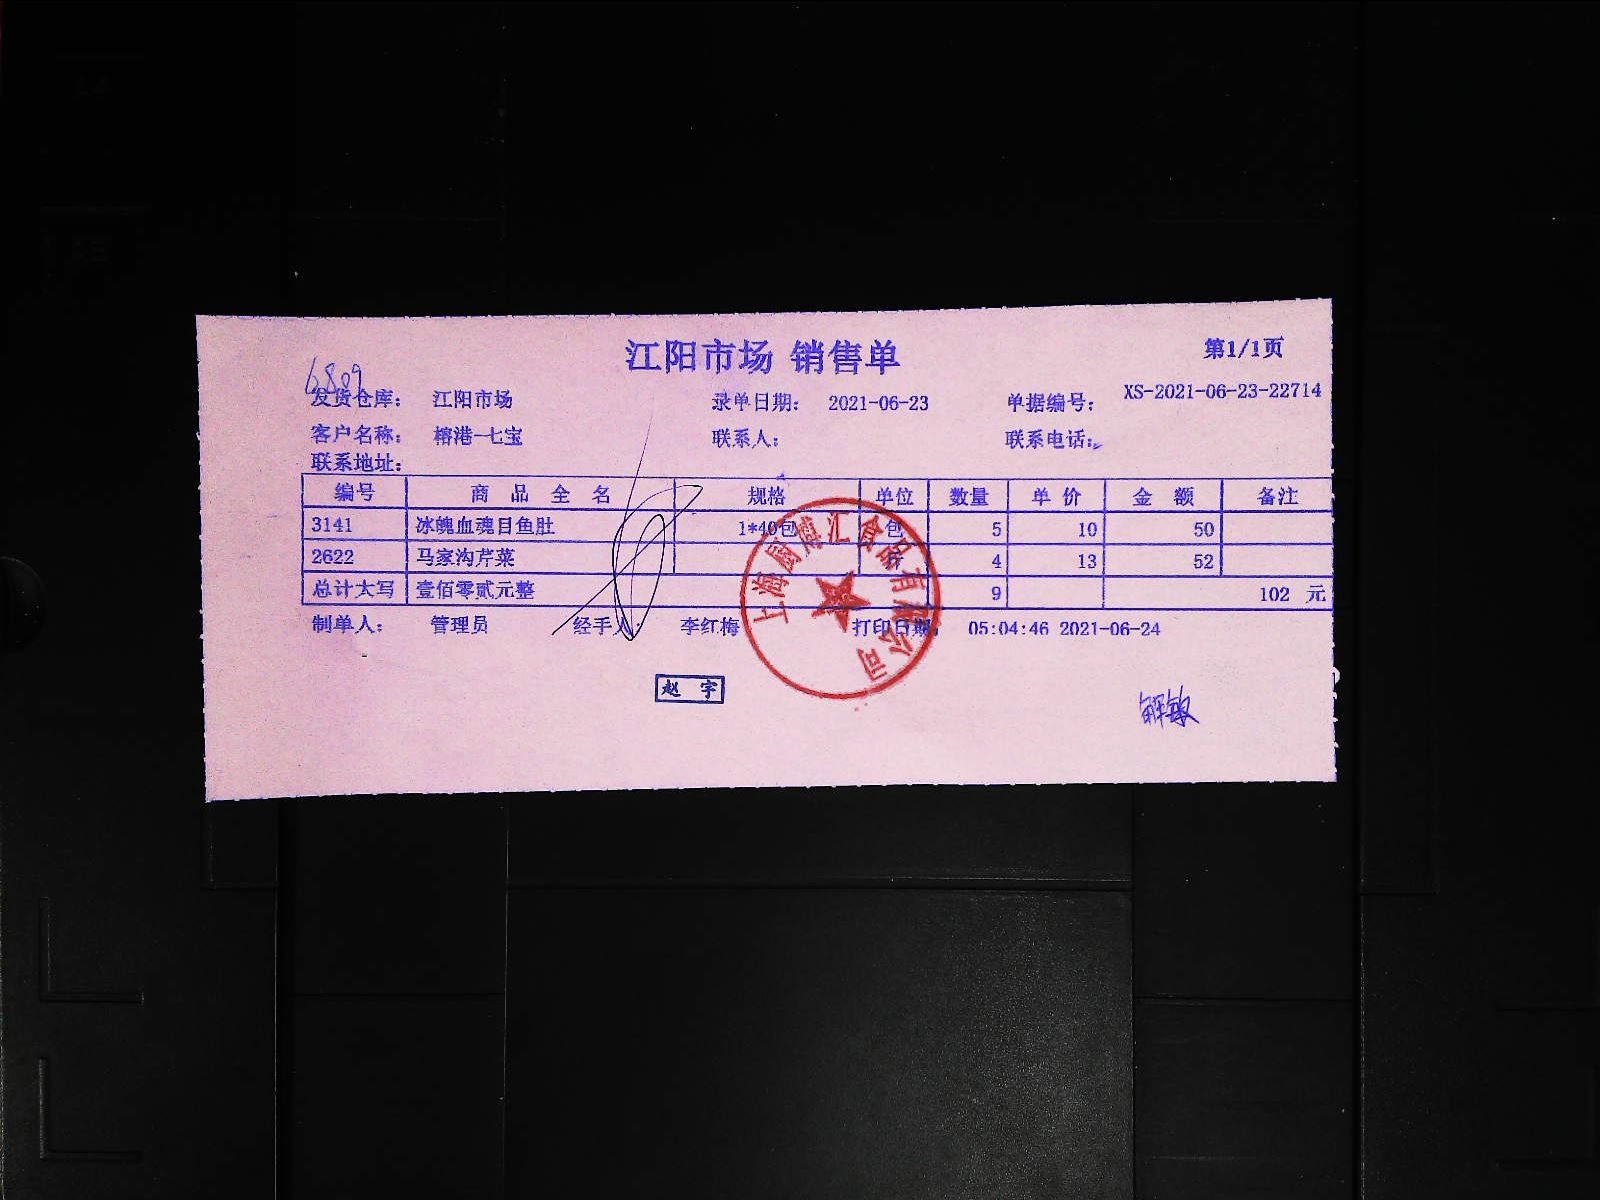 江阳市场 销售单
第1/1页
6809
发货仓库： 江阳市场 录单日期： 2021-06-23 单据编号： XS-2021-06-23-22714
客户名称： 榕港-七宝 联系人： 联系电话：
联系地址：
编号 商 品 全 名 规格 单位 数量 单 价 金 额 备注
3141 冰魄血魂目鱼肚 1*40包 包 5 10 50
2622 马家沟芹菜 4 13 52
总计大写 壹佰零贰元整 9 102 元
制单人： 管理员 经手人： 李红梅 打印日期： 05:04:46 2021-06-24
上海厨博汇食品有限公司
赵 宇
解敏